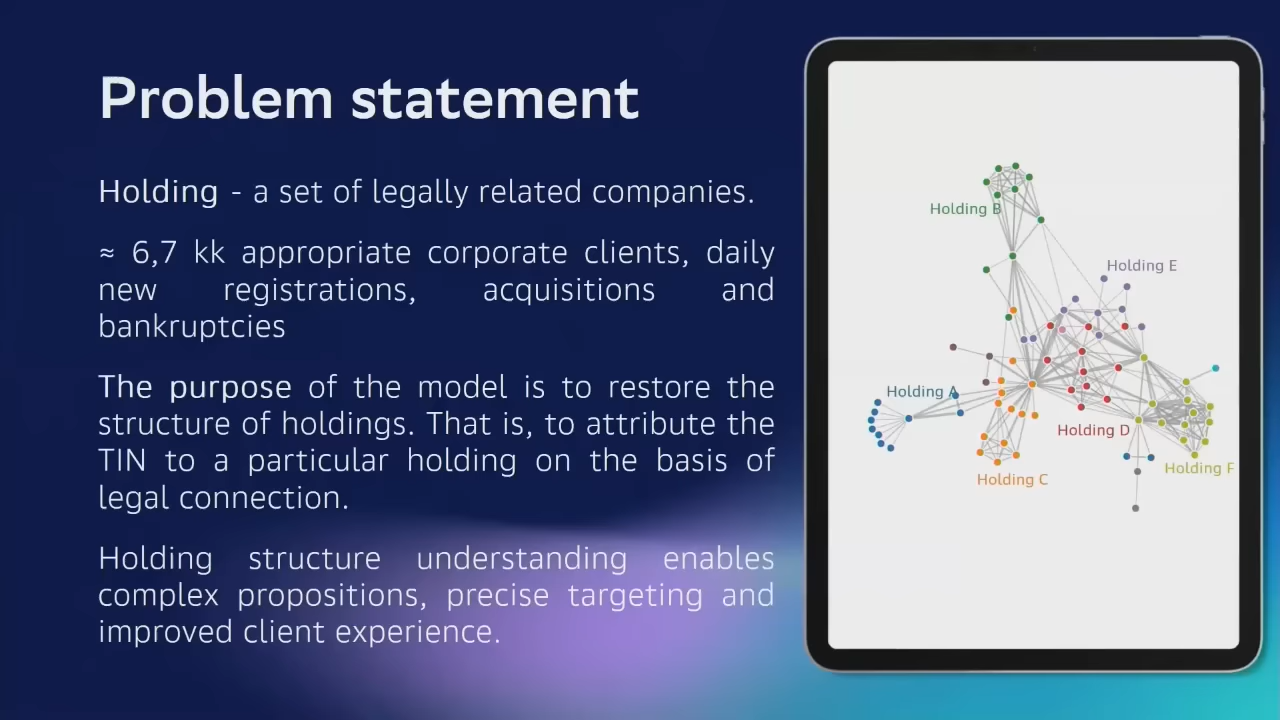 Problem statement
Holding - a set of legally related companies.
≈ 6,7 kk appropriate corporate clients, daily
new registrations, acquisitions and
bankruptcies
The purpose of the model is to restore the
structure of holdings. That is, to attribute the
TIN to a particular holding on the basis of
legal connection.
Holding structure understanding enables
complex propositions, precise targeting and
improved client experience.
Holding B
Holding E
Holding A
Holding D
Holding F
Holding C